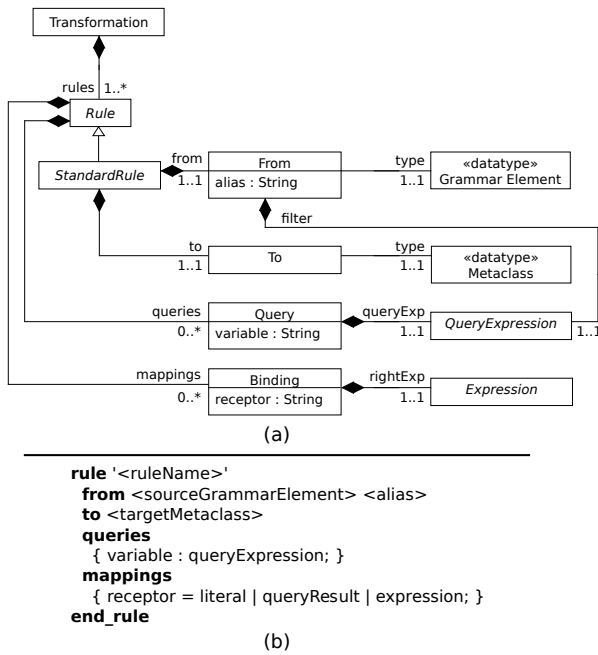 Transformation
rules 1..*
Rule
StandardRule
from
1..1
From
alias : String
type
1..1
«datatype»
Grammar Element
filter
to
1..1
To
type
1..1
«datatype»
Metaclass
queries
0..*
Query
variable : String
queryExp
1..1
QueryExpression
1..1
mappings
0..*
Binding
receptor : String
rightExp
1..1
Expression
(a)
rule '<ruleName>'
from <sourceGrammarElement> <alias>
to <targetMetaclass>
queries
{ variable : queryExpression; }
mappings
{ receptor = literal | queryResult | expression; }
end_rule
(b)